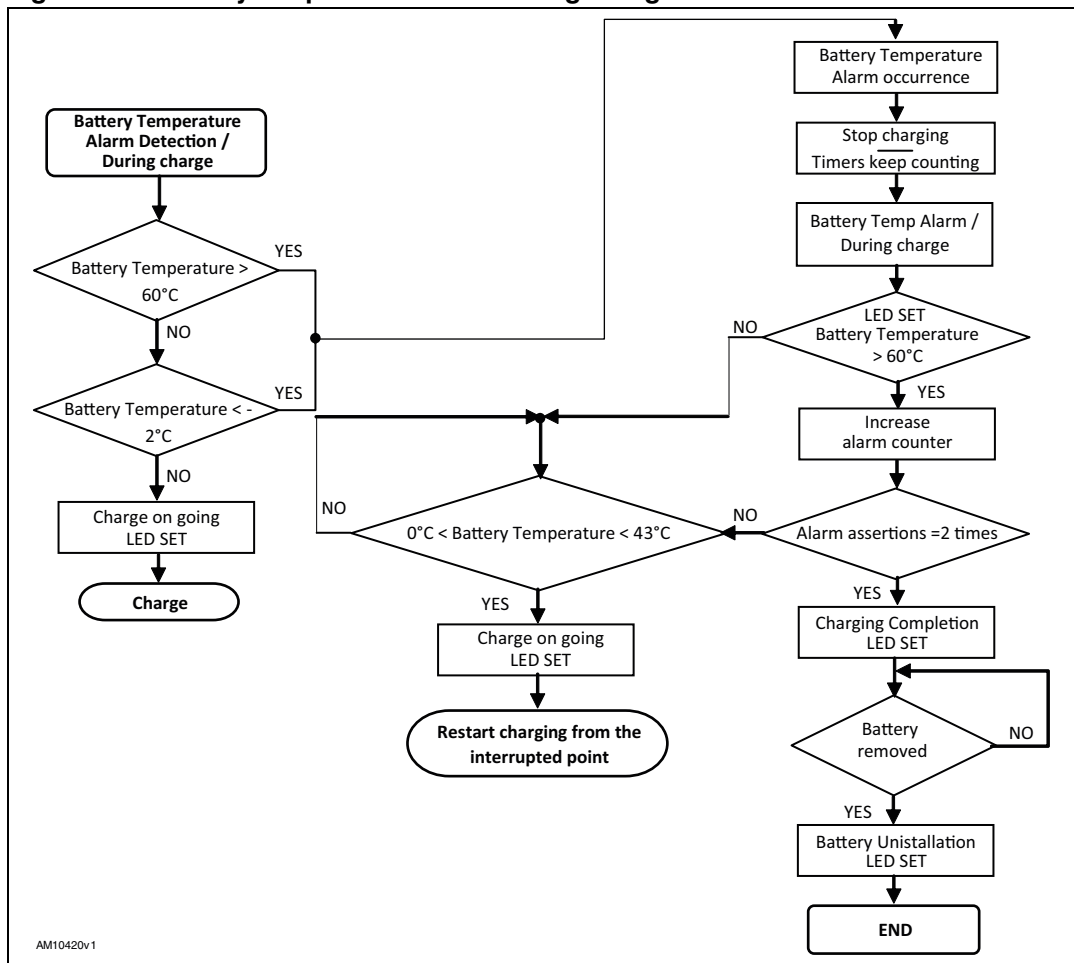 Battery Temperature
Alarm Detection /
During charge
Battery Temperature >
60°C
YES
NO
Battery Temperature < -
2°C
YES
NO
Charge on going
LED SET
Charge
Battery Temperature
Alarm occurrence
Stop charging
Timers keep counting
Battery Temp Alarm /
During charge
LED SET
Battery Temperature
> 60°C
NO
YES
Increase
alarm counter
Alarm assertions =2 times
NO
YES
0°C < Battery Temperature < 43°C
NO
YES
Charge on going
LED SET
Restart charging from the
interrupted point
Charging Completion
LED SET
Battery
removed
NO
YES
Battery Unistallation
LED SET
END
AM10420v1